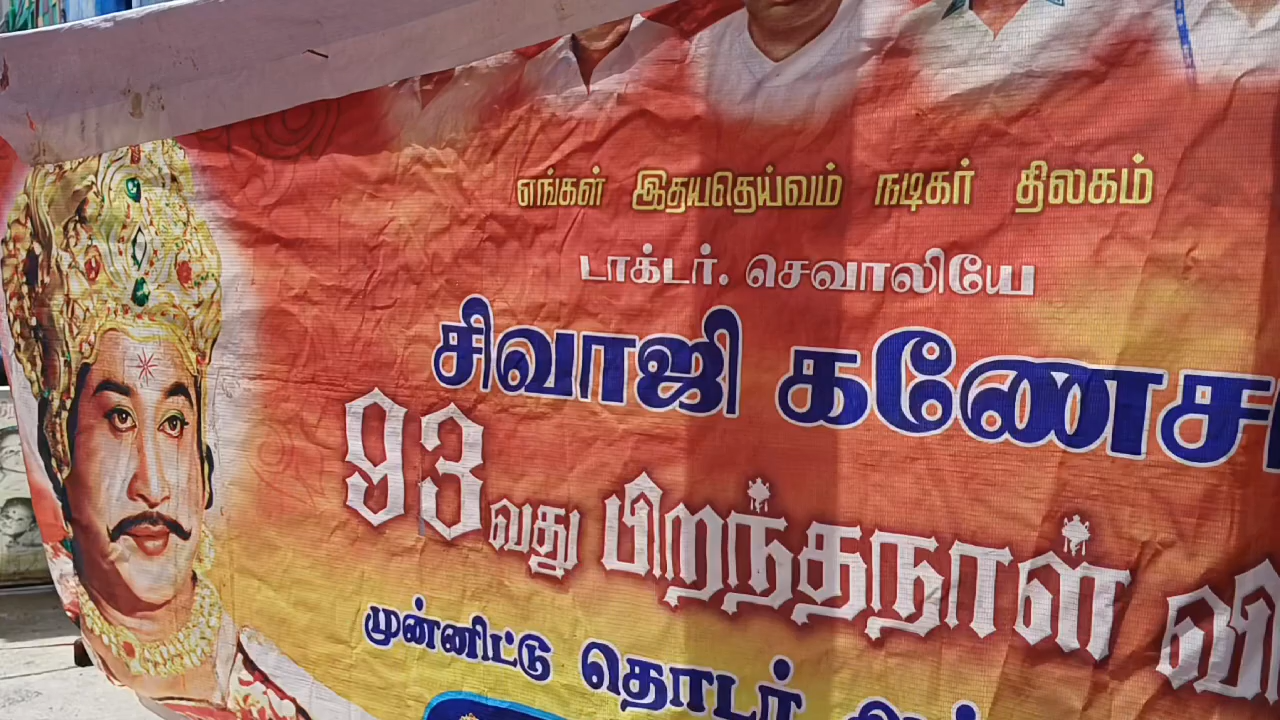 எங்கள் இதயதெய்வம் நடிகர் திலகம்
டாக்டர். செவாலியே
சிவாஜி கணேச
93வது பிறந்தநாள் வி
முன்னிட்டு தொடர்